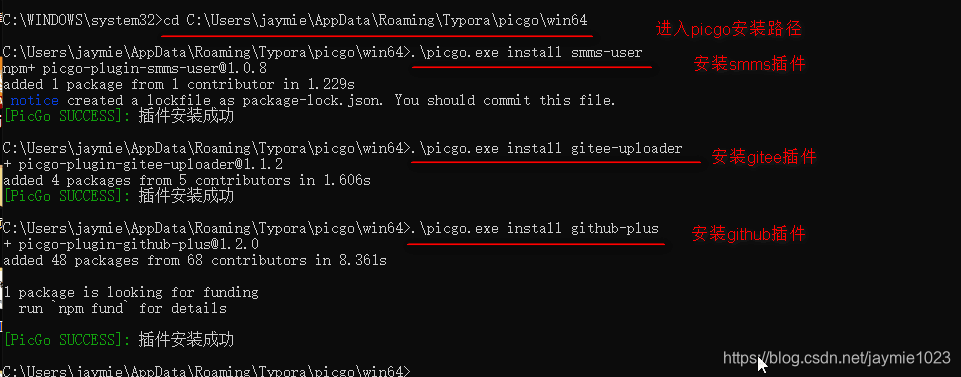 C:\WINDOWS\system32>cd C:\Users\jaymie\AppData\Roaming\Typora\picgo\win64
进入picgo安装路径
C:\Users\jaymie\AppData\Roaming\Typora\picgo\win64>.\picgo.exe install smms-user
安装smms插件
npm+ picgo-plugin-smms-user@1.0.8
added 1 package from 1 contributor in 1.229s
notice created a lockfile as package-lock.json. You should commit this file.
[PicGo SUCCESS]: 插件安装成功
C:\Users\jaymie\AppData\Roaming\Typora\picgo\win64>.\picgo.exe install gitee-uploader
安装gitee插件
+ picgo-plugin-gitee-uploader@1.1.2
added 4 packages from 5 contributors in 1.606s
[PicGo SUCCESS]: 插件安装成功
C:\Users\jaymie\AppData\Roaming\Typora\picgo\win64>.\picgo.exe install github-plus
安装github插件
+ picgo-plugin-github-plus@1.2.0
added 48 packages from 68 contributors in 8.361s
1 package is looking for funding
run `npm fund` for details
[PicGo SUCCESS]: 插件安装成功
C:\Users\jaymie\AppData\Roaming\Typora\picgo\win64>
https://blog.csdn.net/jaymie1023